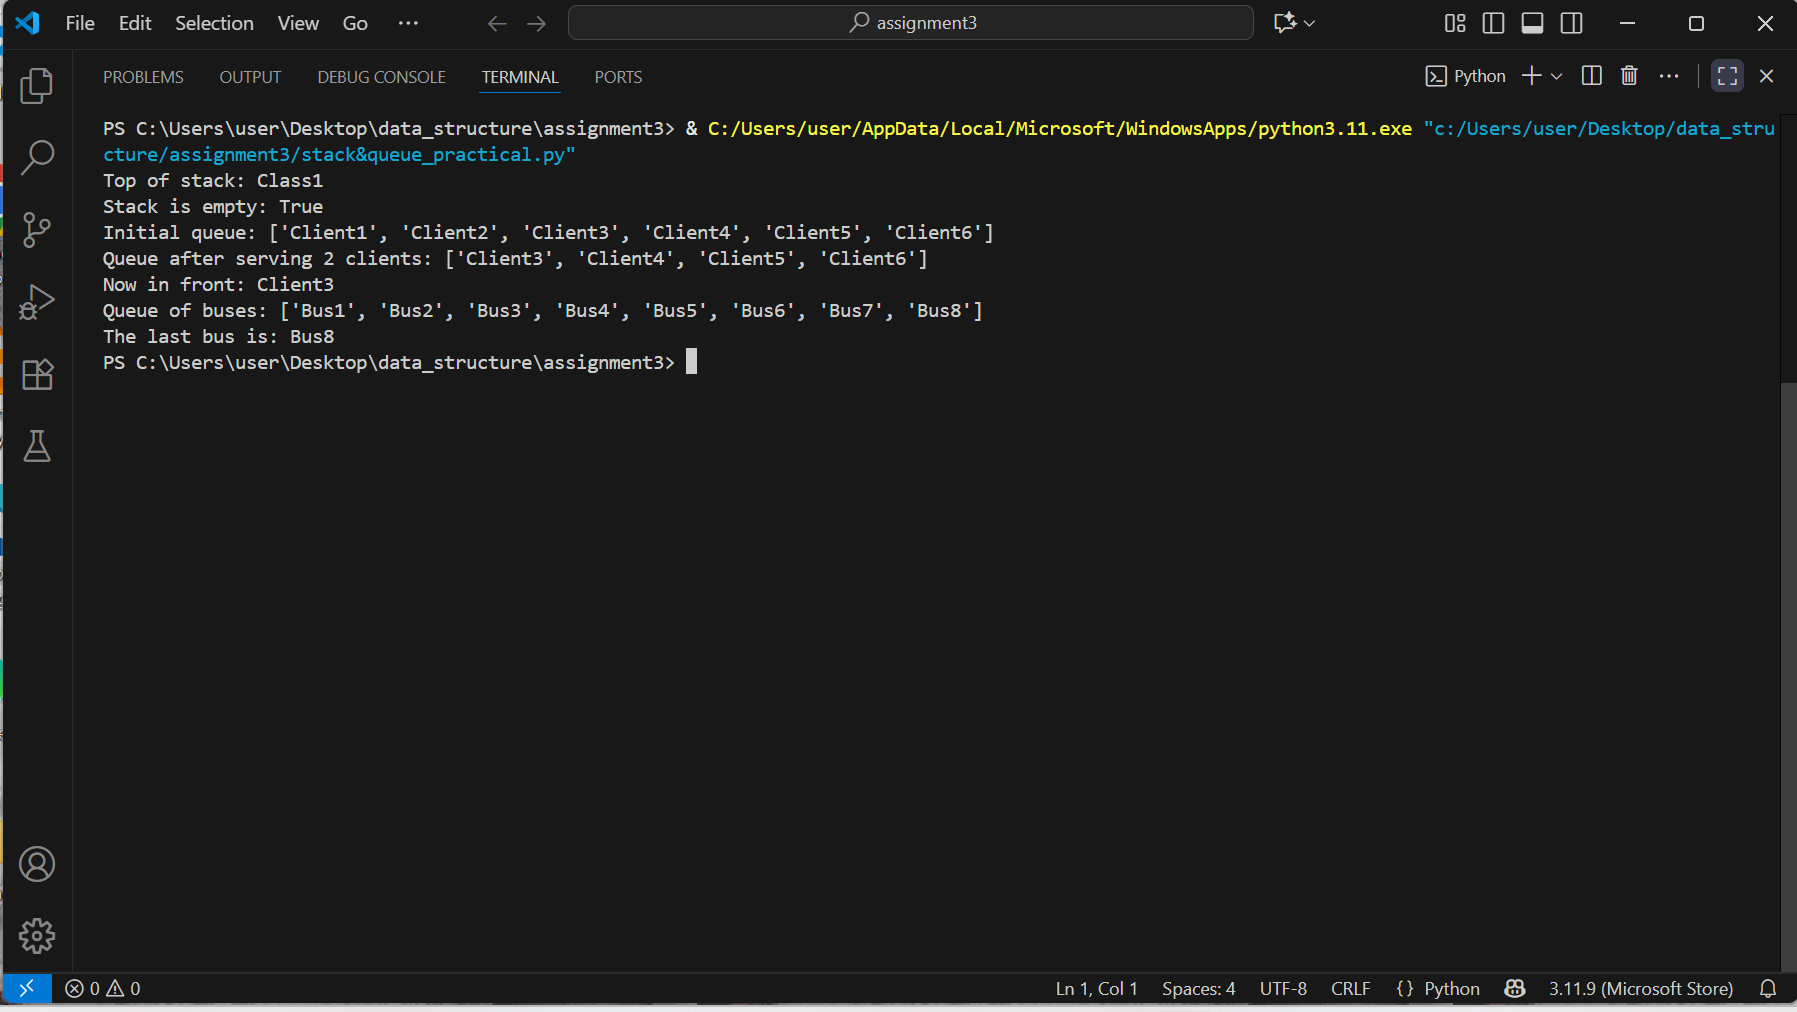 File Edit Selection View Go ··· assignment3
PROBLEMS OUTPUT DEBUG CONSOLE TERMINAL PORTS Python
PS C:\Users\user\Desktop\data_structure\assignment3> & C:/Users/user/AppData/Local/Microsoft/WindowsApps/python3.11.exe "c:/Users/user/Desktop/data_stru
cture/assignment3/stack&queue_practical.py"
Top of stack: Class1
Stack is empty: True
Initial queue: ['Client1', 'Client2', 'Client3', 'Client4', 'Client5', 'Client6']
Queue after serving 2 clients: ['Client3', 'Client4', 'Client5', 'Client6']
Now in front: Client3
Queue of buses: ['Bus1', 'Bus2', 'Bus3', 'Bus4', 'Bus5', 'Bus6', 'Bus7', 'Bus8']
The last bus is: Bus8
PS C:\Users\user\Desktop\data_structure\assignment3>
0 0 Ln 1, Col 1 Spaces: 4 UTF-8 CRLF {} Python 3.11.9 (Microsoft Store)